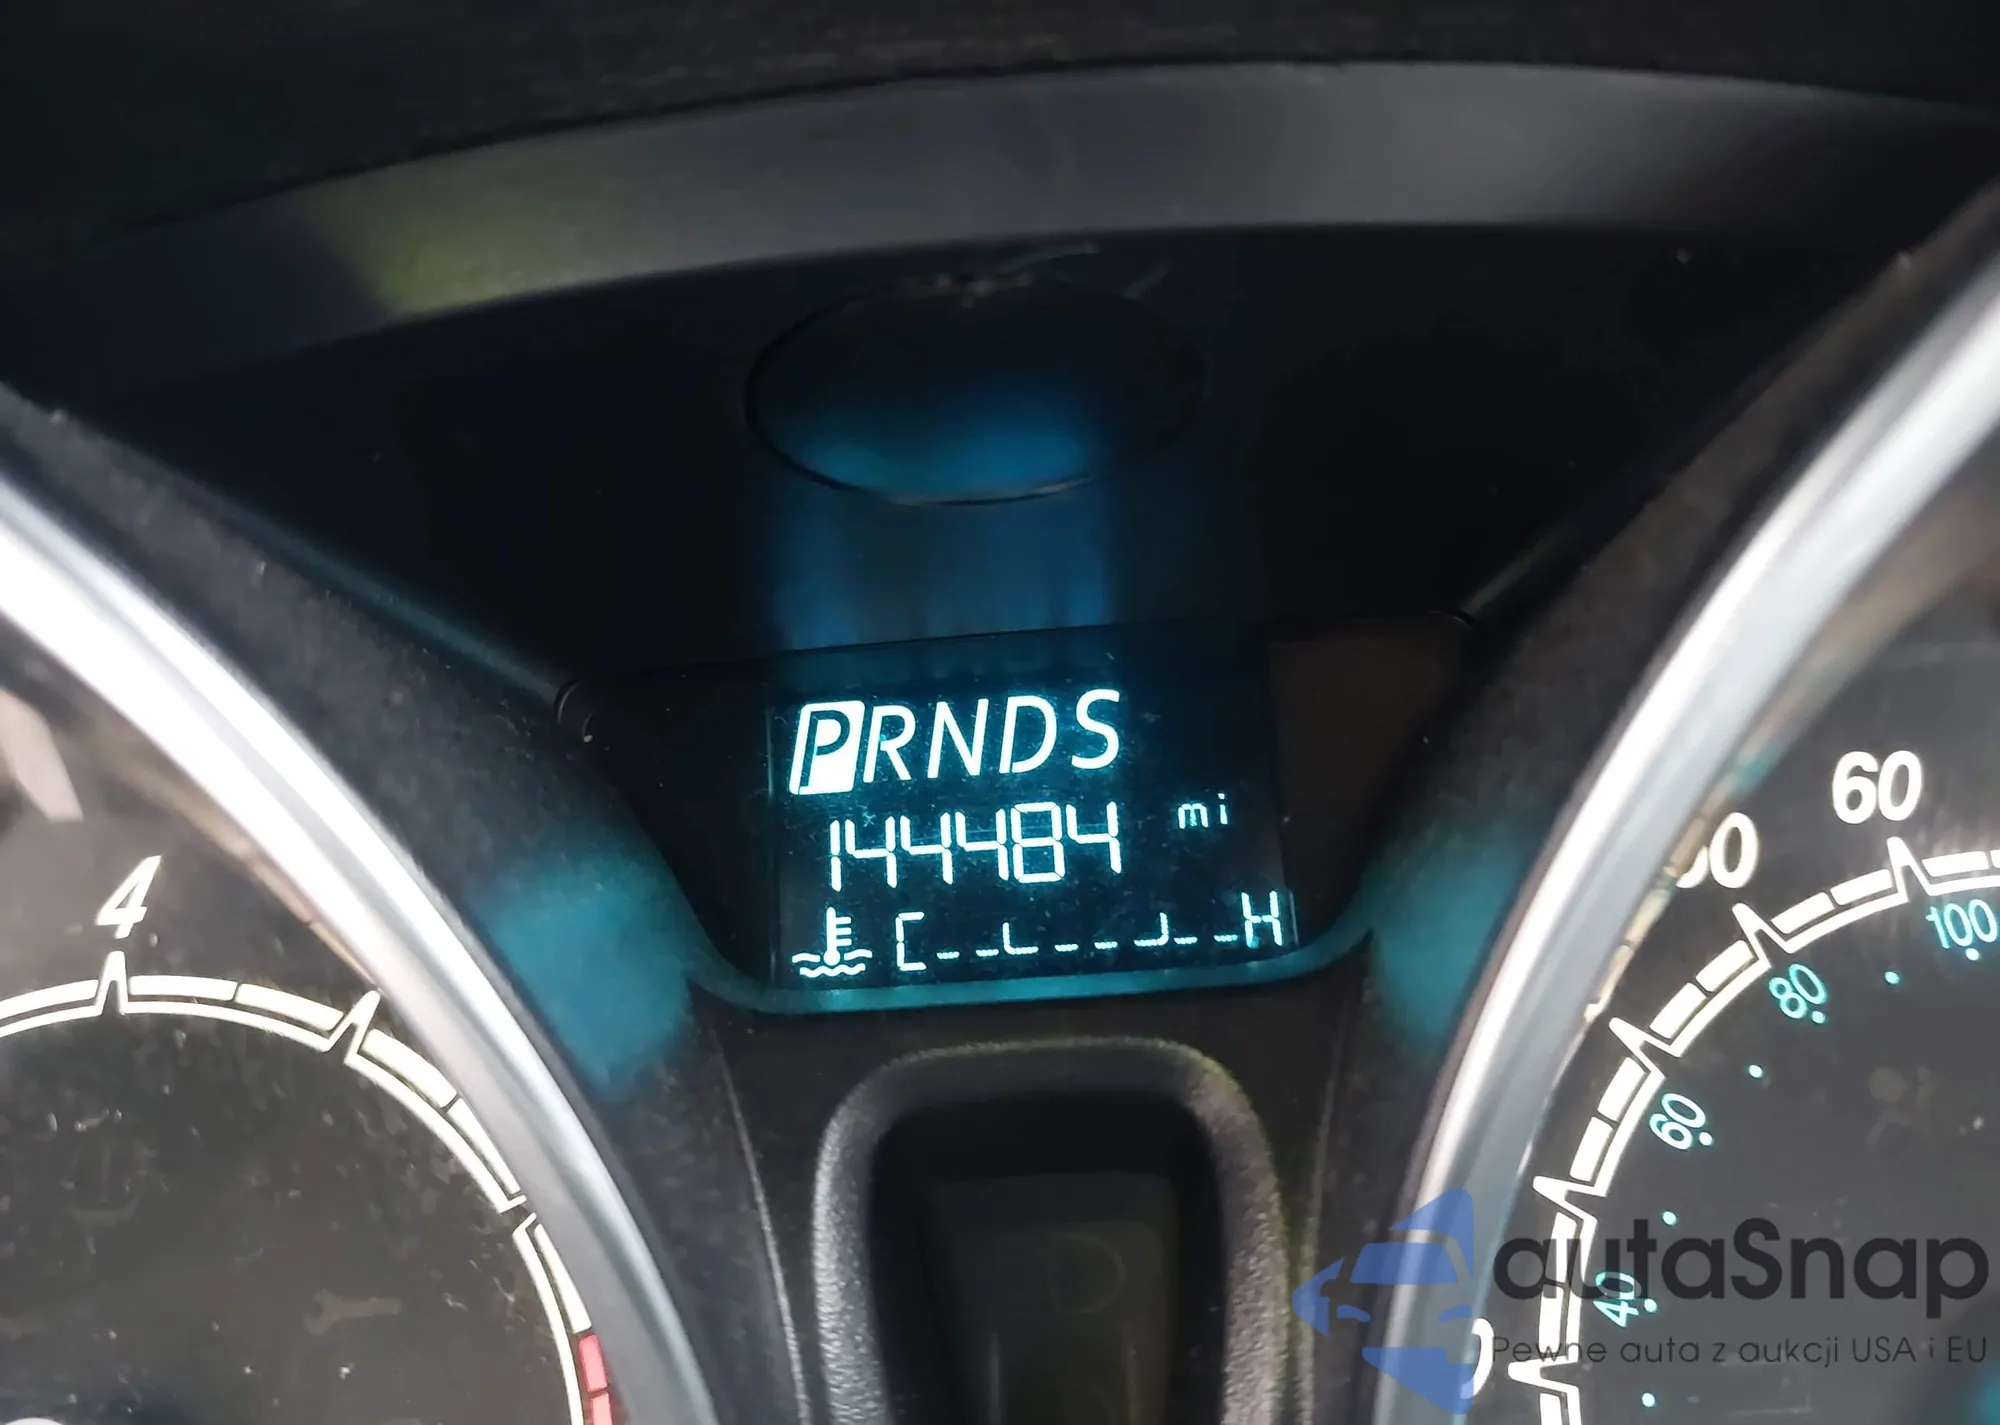 PRNDS
144484 mi
C H
4
60
100
80
60
40
autaSnap
Pewne auta z aukcji USA i EU